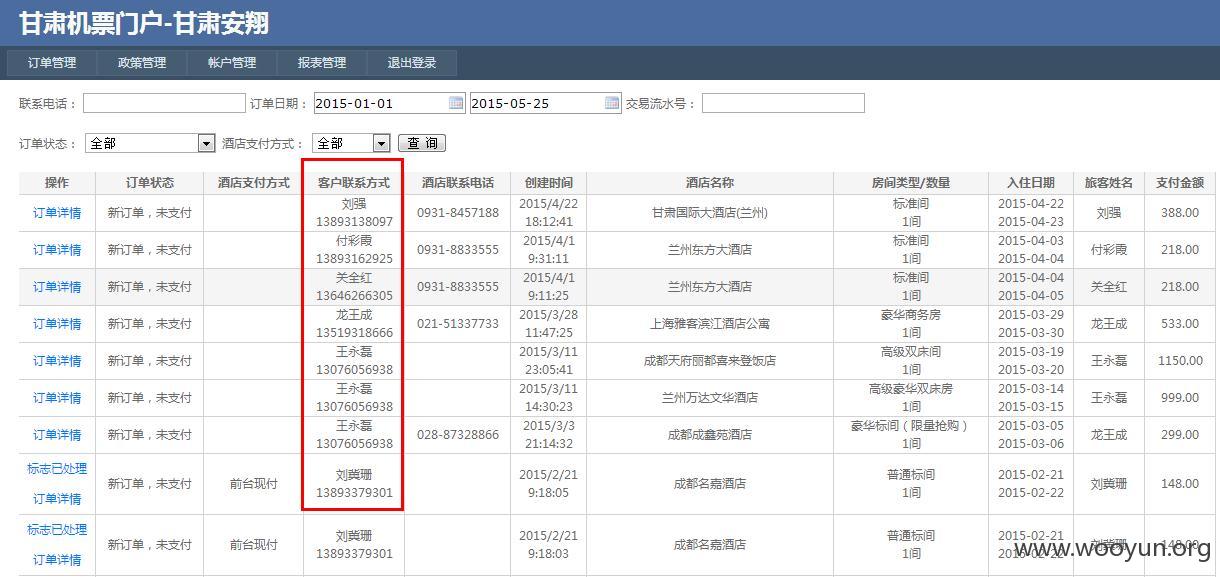 甘肃机票门户-甘肃安翔
订单管理 政策管理 帐户管理 报表管理 退出登录
联系电话： 订单日期： 2015-01-01 2015-05-25 交易流水号：
订单状态： 全部 酒店支付方式： 全部 查 询
操作 订单状态 酒店支付方式 客户联系方式 酒店联系电话 创建时间 酒店名称 房间类型/数量 入住日期 旅客姓名 支付金额
订单详情 新订单，未支付 刘强 13893138097 0931-8457188 2015/4/22 18:12:41 甘肃国际大酒店(兰州) 标准间 1间 2015-04-22 2015-04-23 刘强 388.00
订单详情 新订单，未支付 付彩霞 13893162925 0931-8833555 2015/4/1 9:31:11 兰州东方大酒店 标准间 1间 2015-04-03 2015-04-04 付彩霞 218.00
订单详情 新订单，未支付 关全红 13646266305 0931-8833555 2015/4/1 9:11:25 兰州东方大酒店 标准间 1间 2015-04-04 2015-04-05 关全红 218.00
订单详情 新订单，未支付 龙王成 13519318666 021-51337733 2015/3/28 11:47:25 上海雅客滨江酒店公寓 豪华商务房 1间 2015-03-29 2015-03-30 龙王成 533.00
订单详情 新订单，未支付 王永磊 13076056938 2015/3/11 23:05:41 成都天府丽都喜来登饭店 高级双床间 1间 2015-03-19 2015-03-20 王永磊 1150.00
订单详情 新订单，未支付 王永磊 13076056938 2015/3/11 14:30:23 兰州万达文华酒店 高级豪华双床房 1间 2015-03-14 2015-03-15 王永磊 999.00
订单详情 新订单，未支付 王永磊 13076056938 028-87328866 2015/3/3 21:14:32 成都成鑫苑酒店 豪华标间（限量抢购） 1间 2015-03-05 2015-03-06 龙王成 299.00
标志已处理 订单详情 新订单，未支付 前台现付 刘冀珊 13893379301 2015/2/21 9:18:05 成都名嘉酒店 普通标间 1间 2015-02-21 2015-02-22 刘冀珊 148.00
标志已处理 订单详情 新订单，未支付 前台现付 刘冀珊 13893379301 2015/2/21 9:18:03 成都名嘉酒店 普通标间 1间 2015-02-21 2015-02-22 刘冀珊 148.00
www.wooyun.org